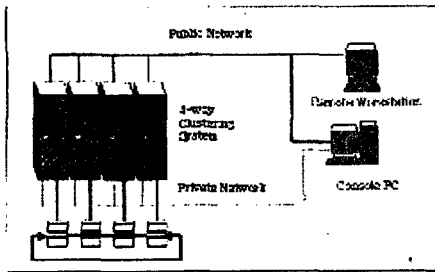 Public Network
Remote Workstation
4-way
Clustering
System
Private Network
Console PC